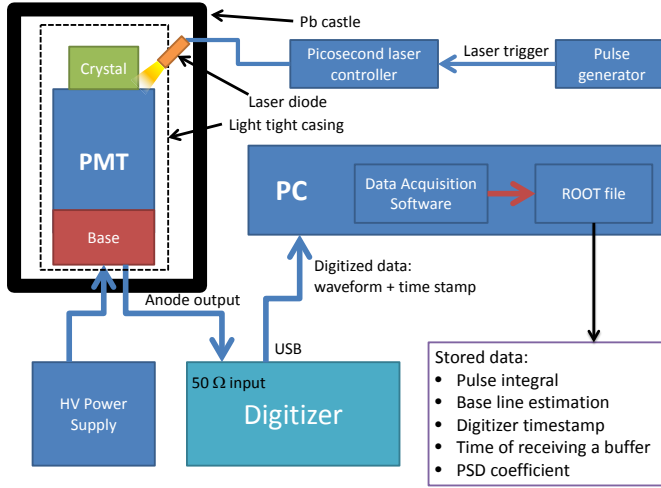 Pb castle
Crystal
Picosecond laser
controller
Laser trigger
Pulse
generator
Laser diode
Light tight casing
PMT
Base
PC
Data Acquisition
Software
ROOT file
Digitized data:
waveform + time stamp
Anode output
USB
HV Power
Supply
50 Ω input
Digitizer
Stored data:
• Pulse integral
• Base line estimation
• Digitizer timestamp
• Time of receiving a buffer
• PSD coefficient